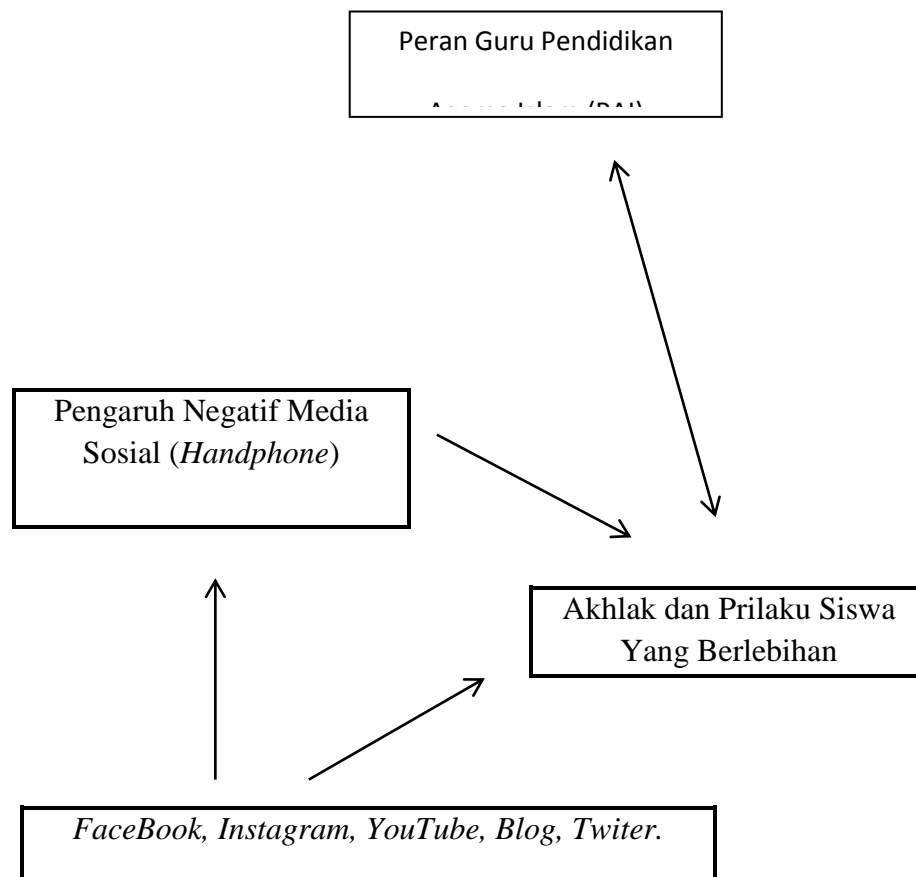 Peran Guru Pendidikan
Pengaruh Negatif Media
Sosial (Handphone)
Akhlak dan Prilaku Siswa
Yang Berlebihan
FaceBook, Instagram, YouTube, Blog, Twiter.